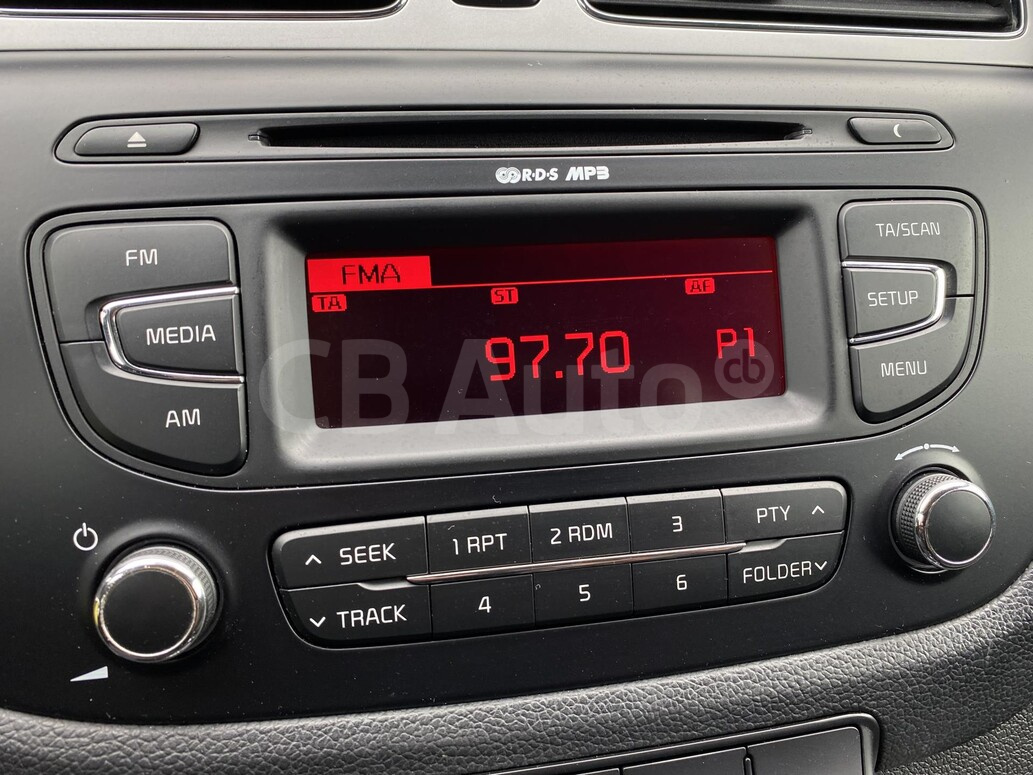 R·D·S MP3
FM
MEDIA
AM
FMA
TA ST AF
97.70 P1
TA/SCAN
SETUP
MENU
CB Auto cb
SEEK 1 RPT 2 RDM 3 PTY
TRACK 4 5 6 FOLDER